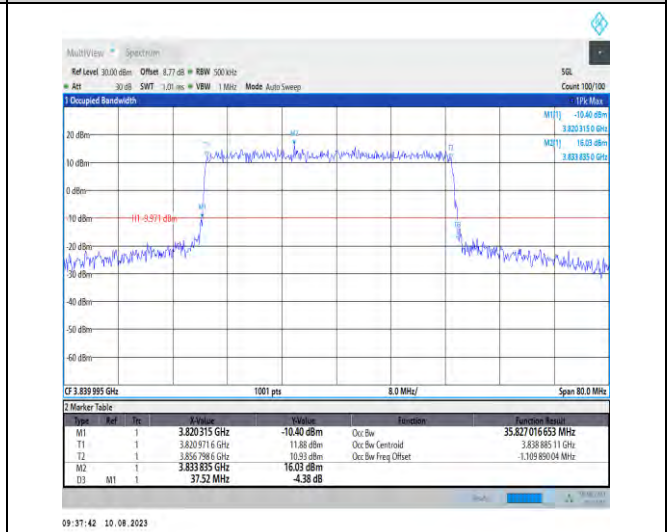 MultiView Spectrum
Ref Level 30.00 dBm Offset 8.77 dB RBW 500 kHz SGL
Att 30 dB SWT 1.01 ms VBW 1 MHz Mode Auto Sweep Count 100/100
1 Occupied Bandwidth 1Pk Max
M1[1] -10.40 dBm
3.820 315 0 GHz
M2[1] 16.03 dBm
3.833 835 0 GHz
20 dBm
10 dBm
0 dBm
-10 dBm
H1 -9.971 dBm
-20 dBm
-30 dBm
-40 dBm
-50 dBm
-60 dBm
CF 3.839 995 GHz 1001 pts 8.0 MHz/ Span 80.0 MHz
2 Marker Table
Type Ref Trc X-Value Y-Value Function Function Result
M1 1 3.820 315 GHz -10.40 dBm Occ Bw 35.827 016 653 MHz
T1 1 3.820 971 6 GHz 11.88 dBm Occ Bw Centroid 3.838 885 11 GHz
T2 1 3.856 798 6 GHz 10.93 dBm Occ Bw Freq Offset -1.109 890 04 MHz
M2 1 3.833 835 GHz 16.03 dBm
D3 M1 1 37.52 MHz -4.38 dB
09:37:42 10.08.2023